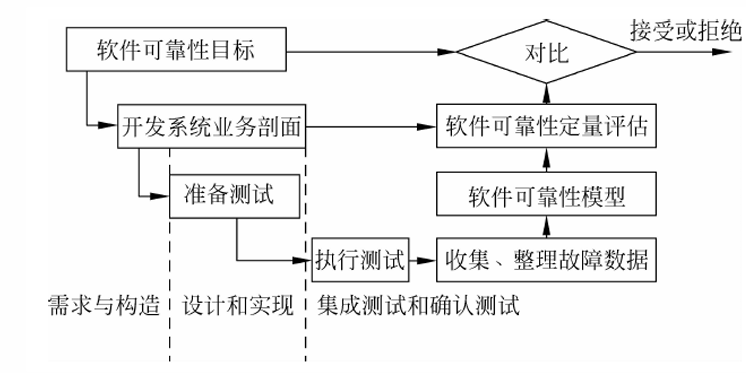 软件可靠性目标
对比
接受或拒绝
开发系统业务剖面
软件可靠性定量评估
准备测试
软件可靠性模型
执行测试
收集、整理故障数据
需求与构造
设计和实现
集成测试和确认测试